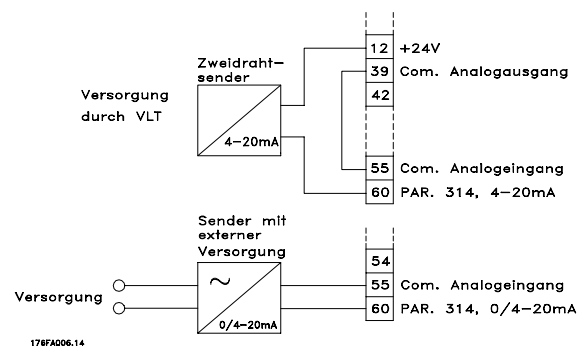 12 +24V
Zweidraht-
sender
39 Com. Analogausgang
42
Versorgung
durch VLT
4-20mA
55 Com. Analogeingang
60 PAR. 314, 4-20mA
Sender mit
externer
Versorgung
54
~
55 Com. Analogeingang
Versorgung
60 PAR. 314, 0/4-20mA
0/4-20mA
176FA006.14